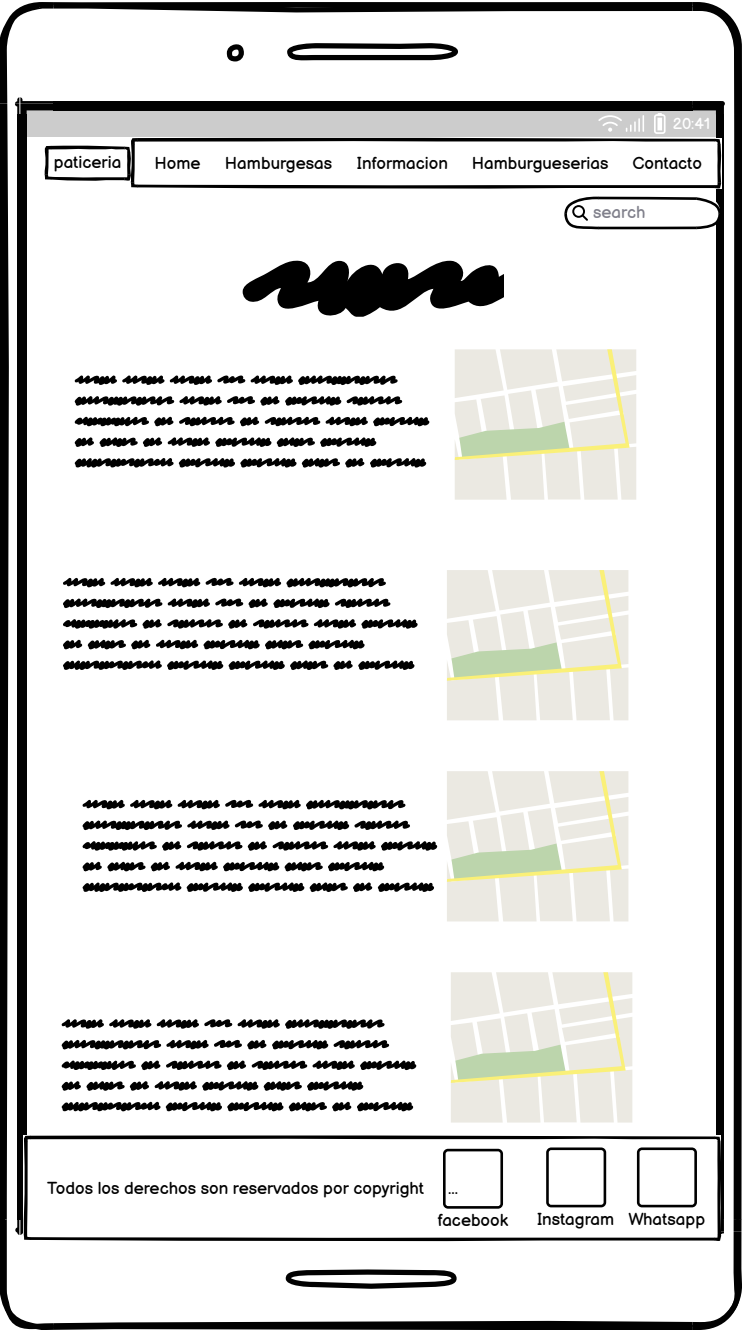 20:41
paticeria Home Hamburgesas Informacion Hamburgueserias Contacto
search
Todos los derechos son reservados por copyright
...
facebook Instagram Whatsapp